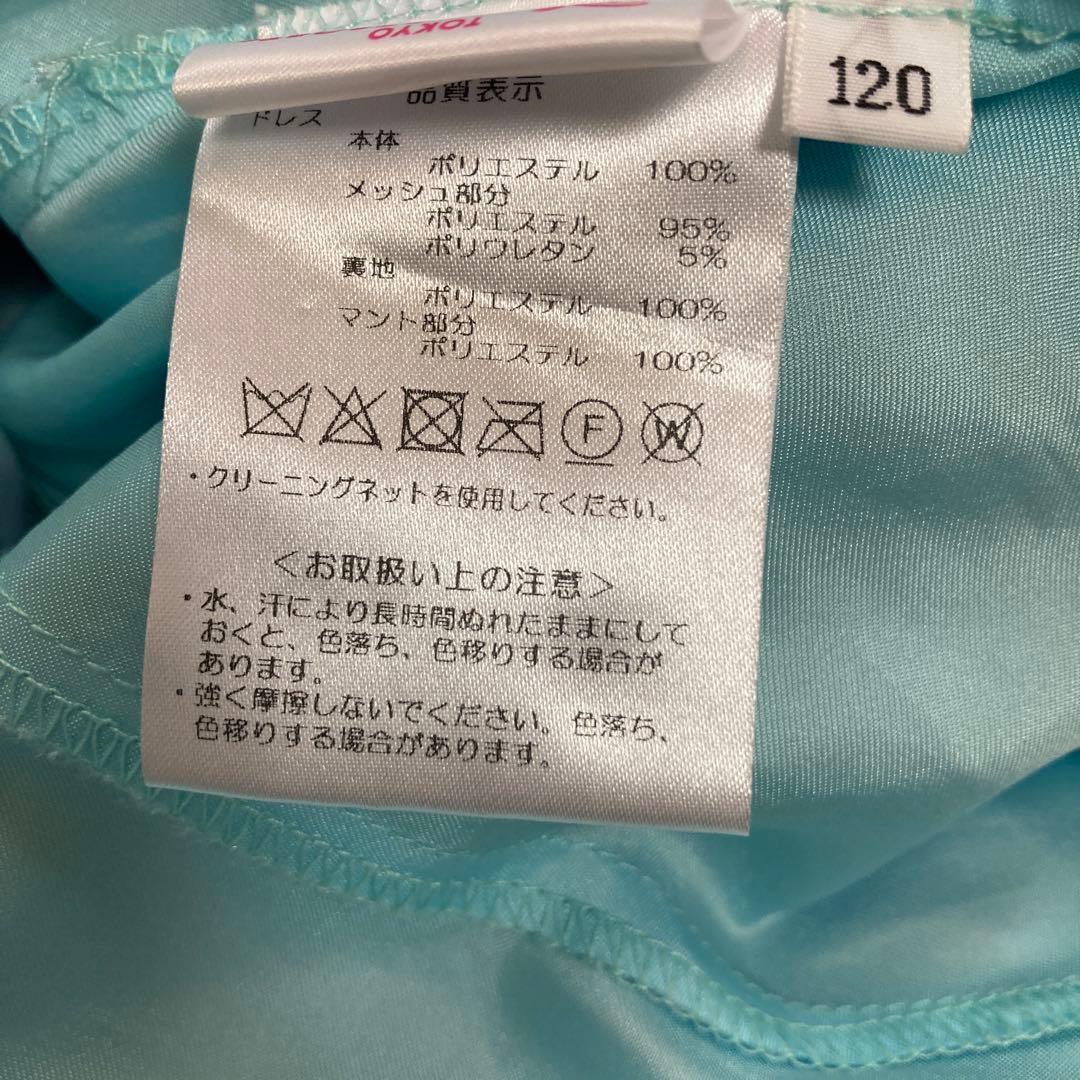 TOKYO
120
品質表示
ドレス
本体
ポリエステル 100%
メッシュ部分
ポリエステル 95%
ポリウレタン 5%
裏地
ポリエステル 100%
マント部分
ポリエステル 100%
F W
・クリーニングネットを使用してください。
＜お取扱い上の注意＞
・水、汗により長時間ぬれたままにして
おくと、色落ち、色移りする場合が
あります。
・強く摩擦しないでください。色落ち、
色移りする場合があります。